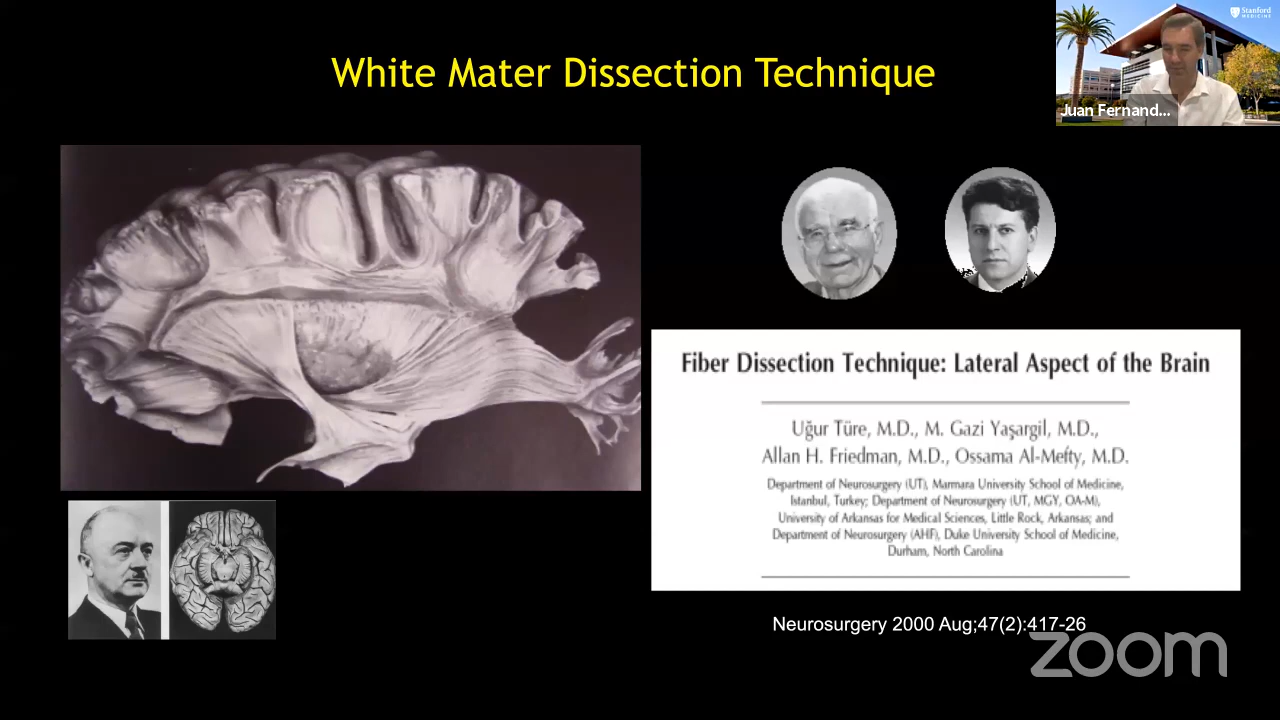 White Mater Dissection Technique
Stanford
MEDICINE
Juan Fernand...
Fiber Dissection Technique: Lateral Aspect of the Brain
Uğur Türe, M.D., M. Gazi Yaşargil, M.D.,
Allan H. Friedman, M.D., Ossama Al-Mefty, M.D.
Department of Neurosurgery (UT), Marmara University School of Medicine,
Istanbul, Turkey; Department of Neurosurgery (UT, MGY, OA-M),
University of Arkansas for Medical Sciences, Little Rock, Arkansas; and
Department of Neurosurgery (AHF), Duke University School of Medicine,
Durham, North Carolina
Neurosurgery 2000 Aug;47(2):417-26
zoom